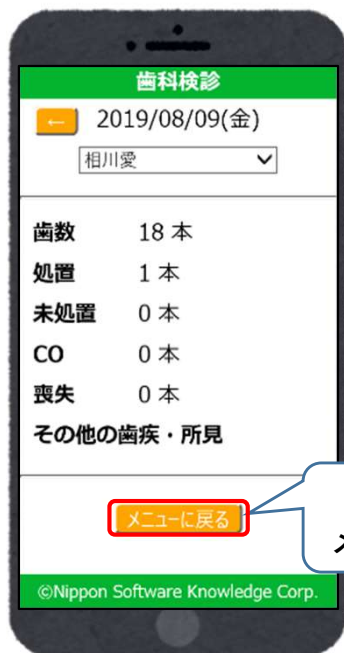 歯科検診
← 2019/08/09(金)
相川愛
歯数 18 本
処置 1 本
未処置 0 本
CO 0 本
喪失 0 本
その他の歯疾・所見
メニューに戻る
©Nippon Software Knowledge Corp.